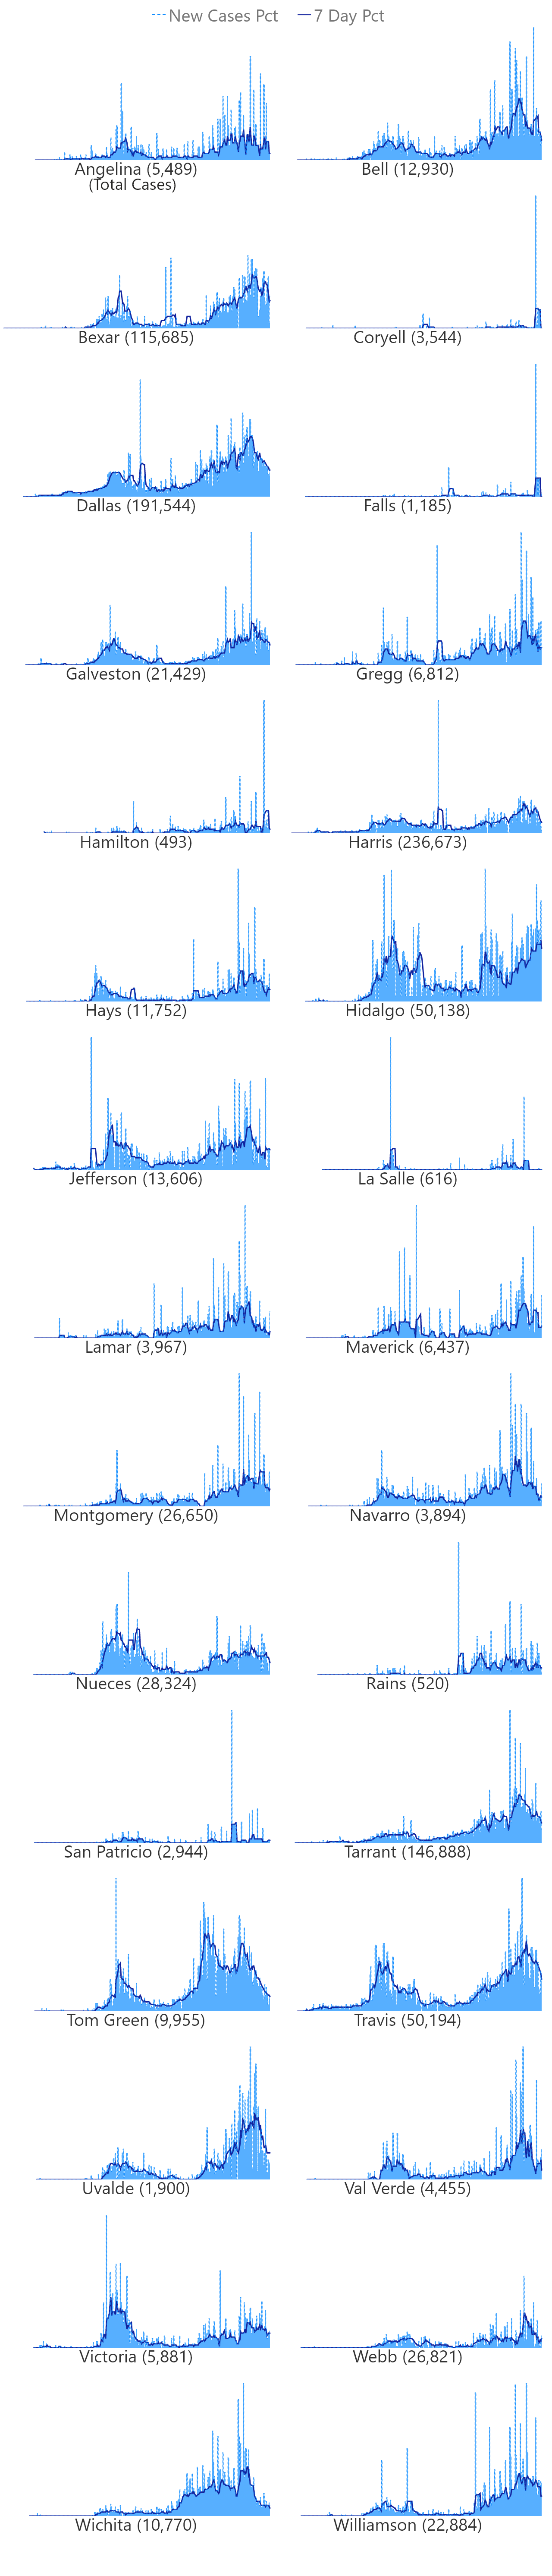 New Cases Pct 7 Day Pct
Angelina (5,489) Bell (12,930)
(Total Cases)
Bexar (115,685) Coryell (3,544)
Dallas (191,544) Falls (1,185)
Galveston (21,429) Gregg (6,812)
Hamilton (493) Harris (236,673)
Hays (11,752) Hidalgo (50,138)
Jefferson (13,606) La Salle (616)
Lamar (3,967) Maverick (6,437)
Montgomery (26,650) Navarro (3,894)
Nueces (28,324) Rains (520)
San Patricio (2,944) Tarrant (146,888)
Tom Green (9,955) Travis (50,194)
Uvalde (1,900) Val Verde (4,455)
Victoria (5,881) Webb (26,821)
Wichita (10,770) Williamson (22,884)